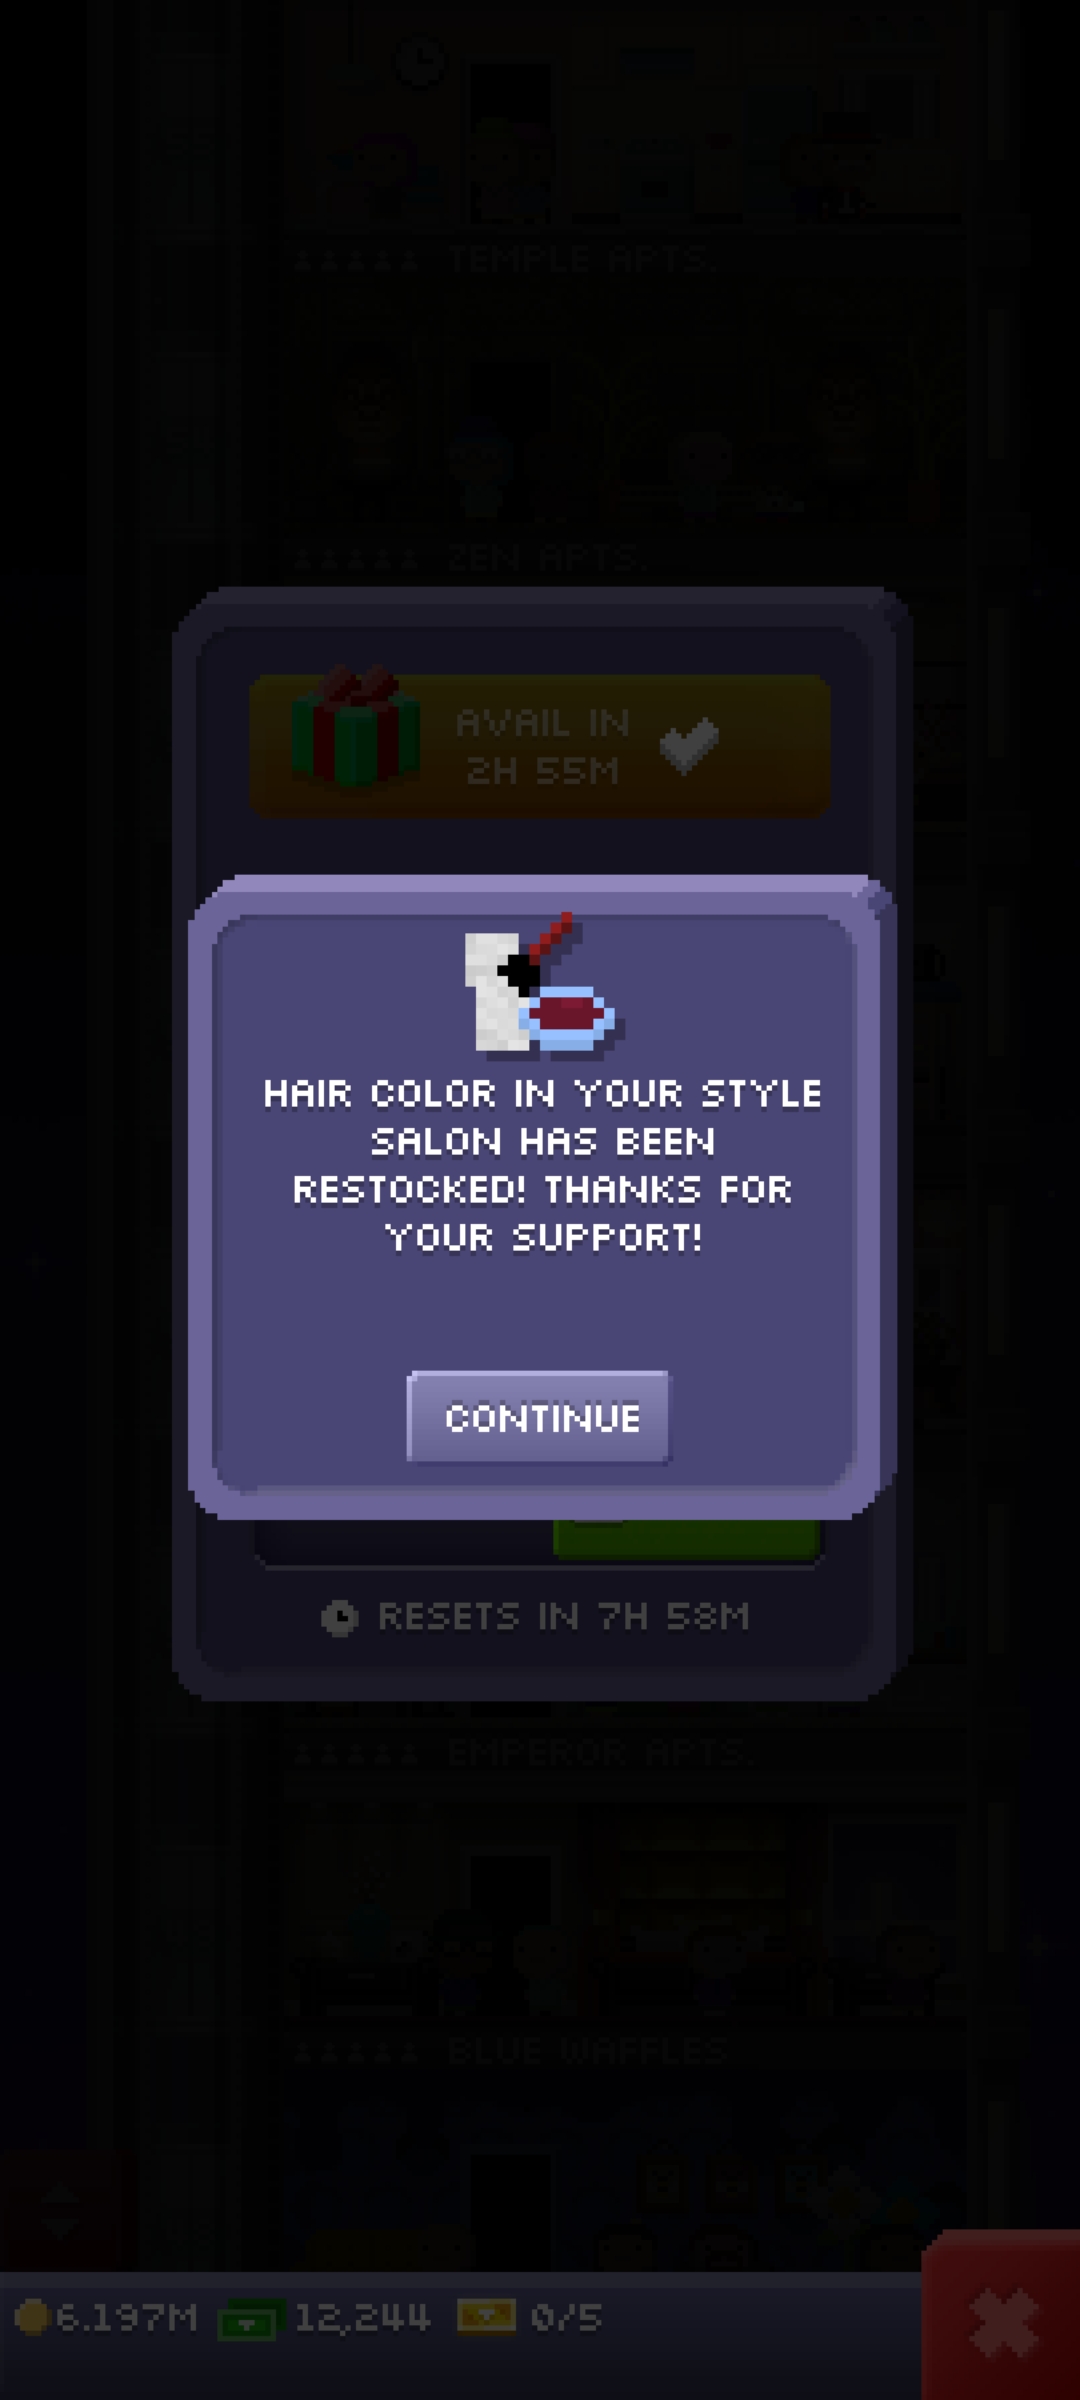 TEMPLE APTS.
ZEN APTS.
AVAIL IN
2H 55M
HAIR COLOR IN YOUR STYLE
SALON HAS BEEN
RESTOCKED! THANKS FOR
YOUR SUPPORT!
CONTINUE
RESETS IN 7H 58M
EMPEROR APTS.
BLUE WAFFLES
6.197M 12,244 0/5